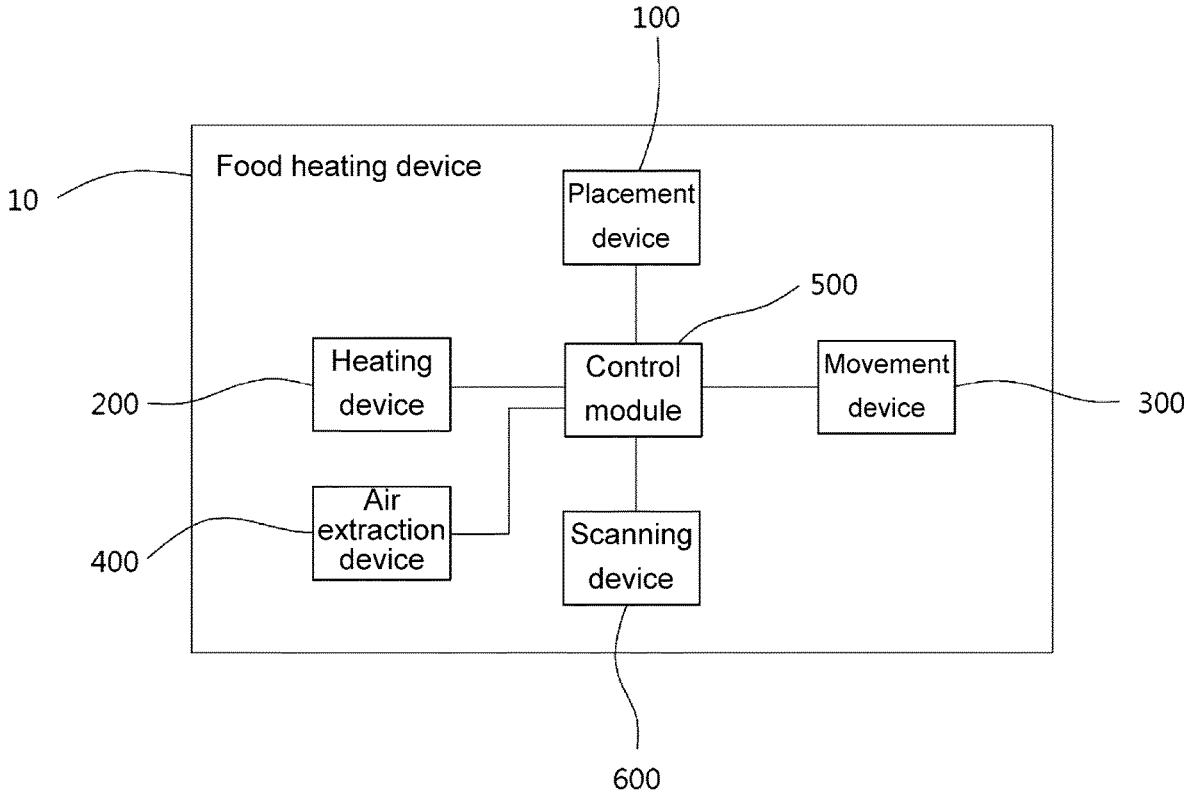 100
Food heating device
10
Placement
device
500
Heating
device
200
Control
module
Movement
device
300
Air
extraction
device
400
Scanning
device
600